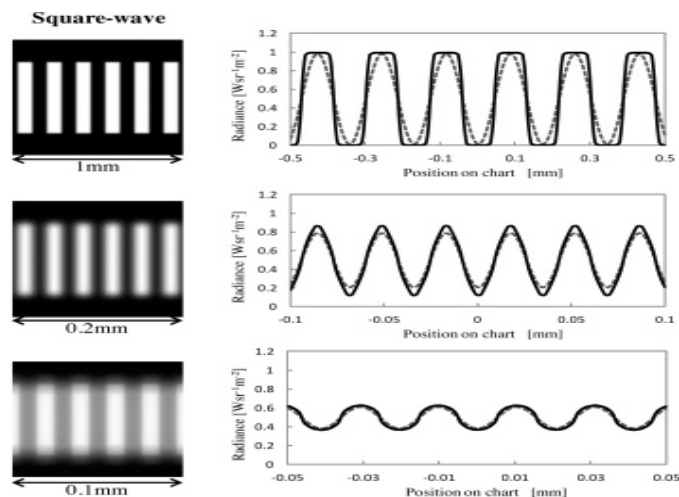 Square-wave
1mm
Radiance [Wsr⁻¹m⁻²]
1.2
1
0.8
0.6
0.4
0.2
0
-0.5 -0.3 -0.1 0.1 0.3 0.5
Position on chart [mm]
0.2mm
Radiance [Wsr⁻¹m⁻²]
1.2
1
0.8
0.6
0.4
0.2
0
-0.1 -0.05 0 0.05 0.1
Position on chart [mm]
0.1mm
Radiance [Wsr⁻¹m⁻²]
1.2
1
0.8
0.6
0.4
0.2
0
-0.05 -0.03 -0.01 0.01 0.03 0.05
Position on chart [mm]